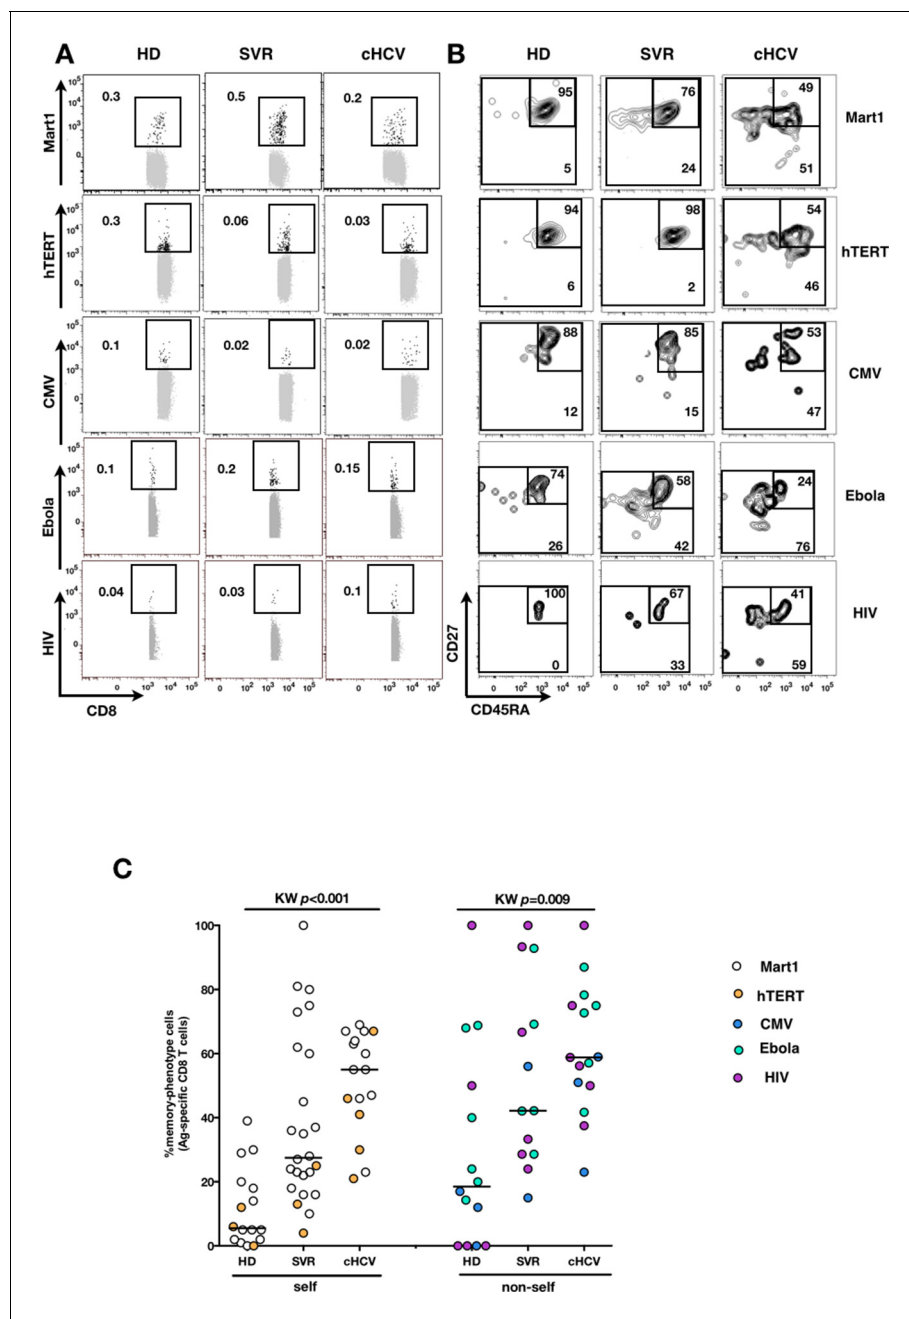 A HD SVR cHCV B HD SVR cHCV
Mart1 0.3 0.5 0.2 95 76 49 Mart1
5 24 51
hTERT 0.3 0.06 0.03 94 98 54 hTERT
6 2 46
CMV 0.1 0.02 0.02 88 85 53 CMV
12 15 47
Ebola 0.1 0.2 0.15 74 58 24 Ebola
26 42 76
HIV 0.04 0.03 0.1 100 67 41 HIV
0 33 59
CD8
CD27
CD45RA
C
KW p<0.001 KW p=0.009
%memory-phenotype cells
(Ag-specific CD8 T cells)
100
80
60
40
20
0
Mart1
hTERT
CMV
Ebola
HIV
HD SVR cHCV HD SVR cHCV
self non-self